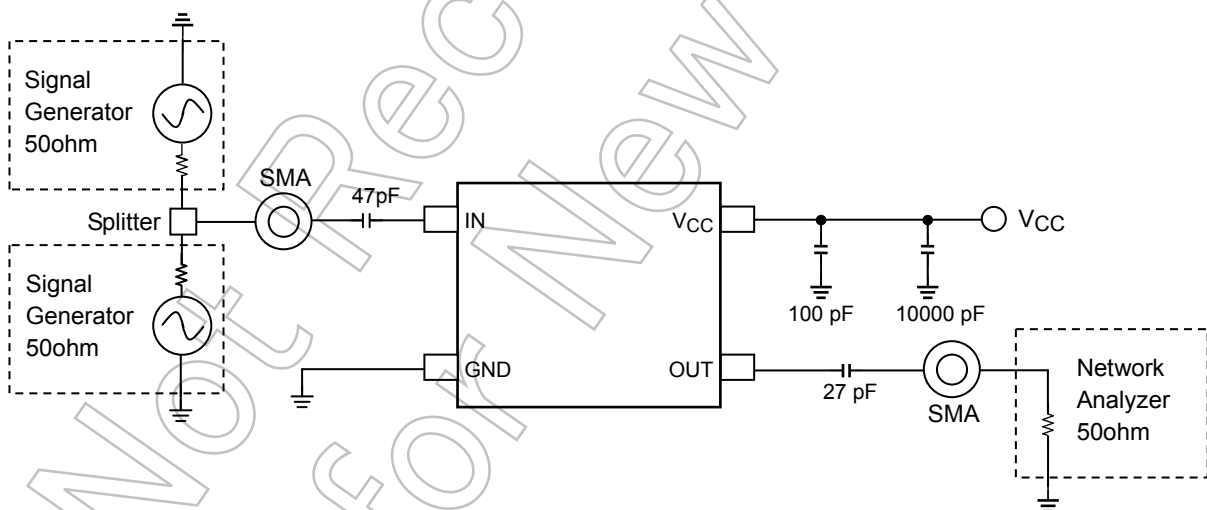 Signal
Generator
50ohm
Splitter
Signal
Generator
50ohm
SMA
47pF
IN
GND
VCC
OUT
VCC
100 pF
10000 pF
27 pF
SMA
Network
Analyzer
50ohm
Not Rec
for New